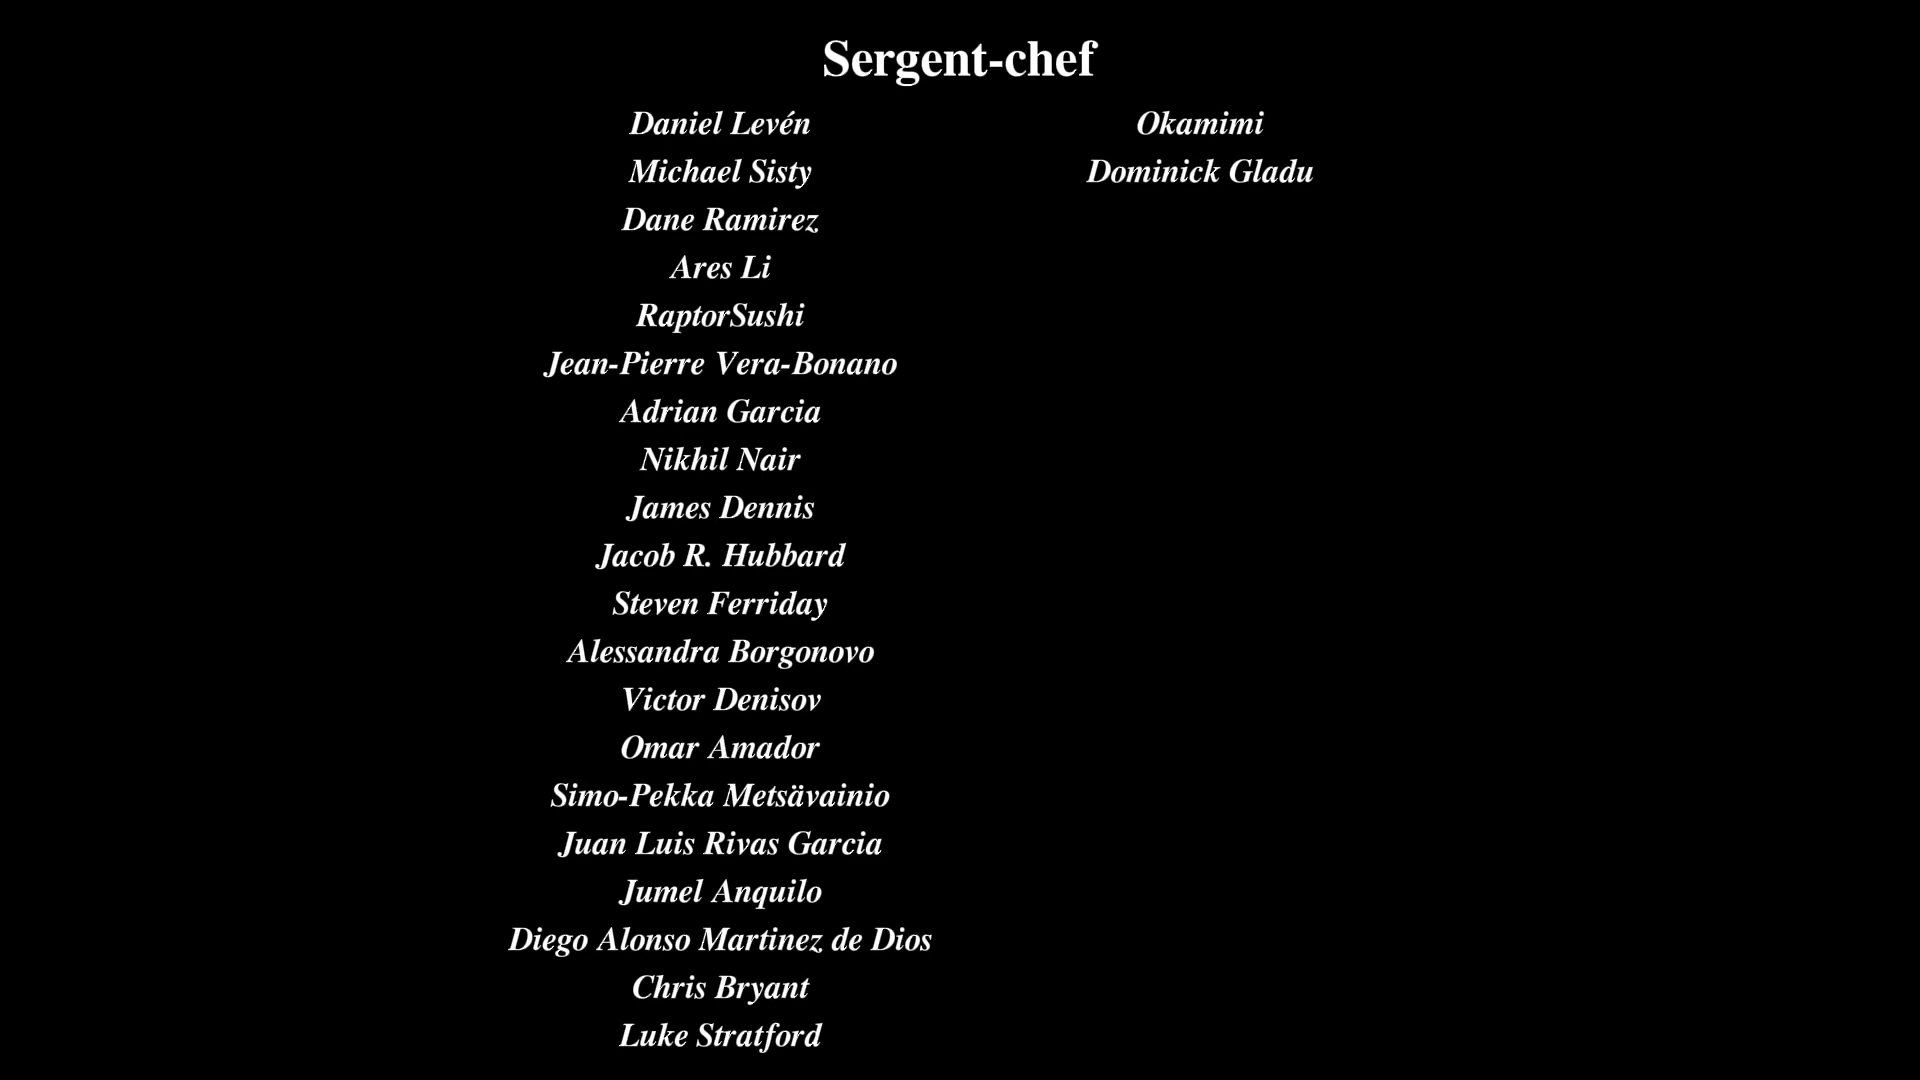 Sergent-chef
Daniel Levén
Michael Sisty
Dane Ramirez
Ares Li
RaptorSushi
Jean-Pierre Vera-Bonano
Adrian Garcia
Nikhil Nair
James Dennis
Jacob R. Hubbard
Steven Ferriday
Alessandra Borgonovo
Victor Denisov
Omar Amador
Simo-Pekka Metsävainio
Juan Luis Rivas Garcia
Jumel Anquilo
Diego Alonso Martinez de Dios
Chris Bryant
Luke Stratford
Okamimi
Dominick Gladu